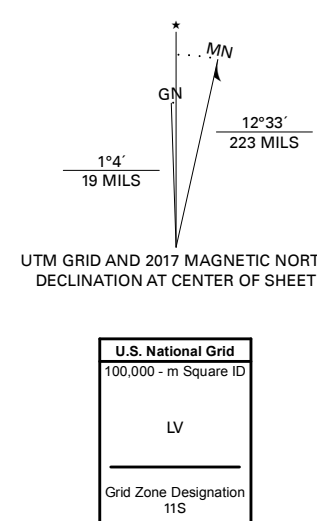 ★
MN
GN
12°33´
223 MILS
1°4´
19 MILS
UTM GRID AND 2017 MAGNETIC NORT
DECLINATION AT CENTER OF SHEET
U.S. National Grid
100,000 - m Square ID
LV
Grid Zone Designation
11S